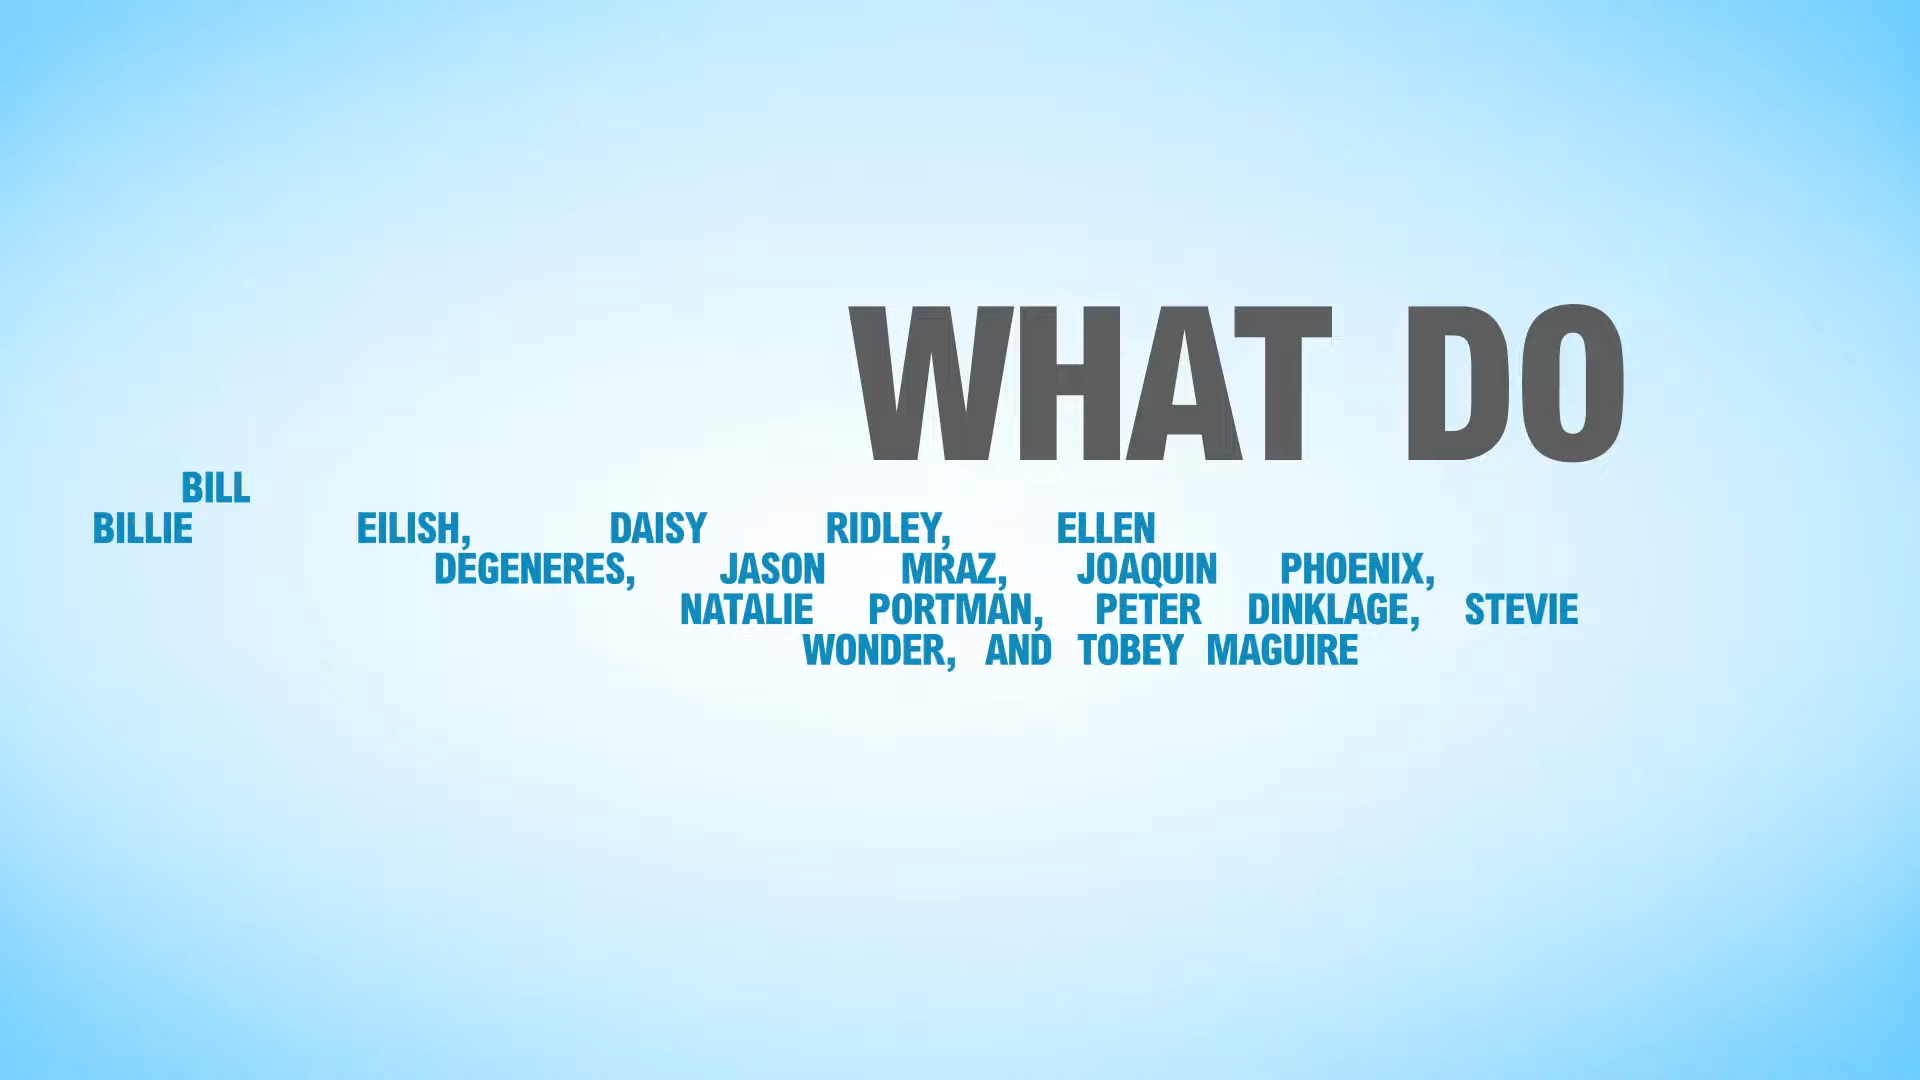 WHAT DO
BILL
BILLIE EILISH, DAISY RIDLEY, ELLEN
DEGENERES, JASON MRAZ, JOAQUIN PHOENIX,
NATALIE PORTMAN, PETER DINKLAGE, STEVIE
WONDER, AND TOBEY MAGUIRE